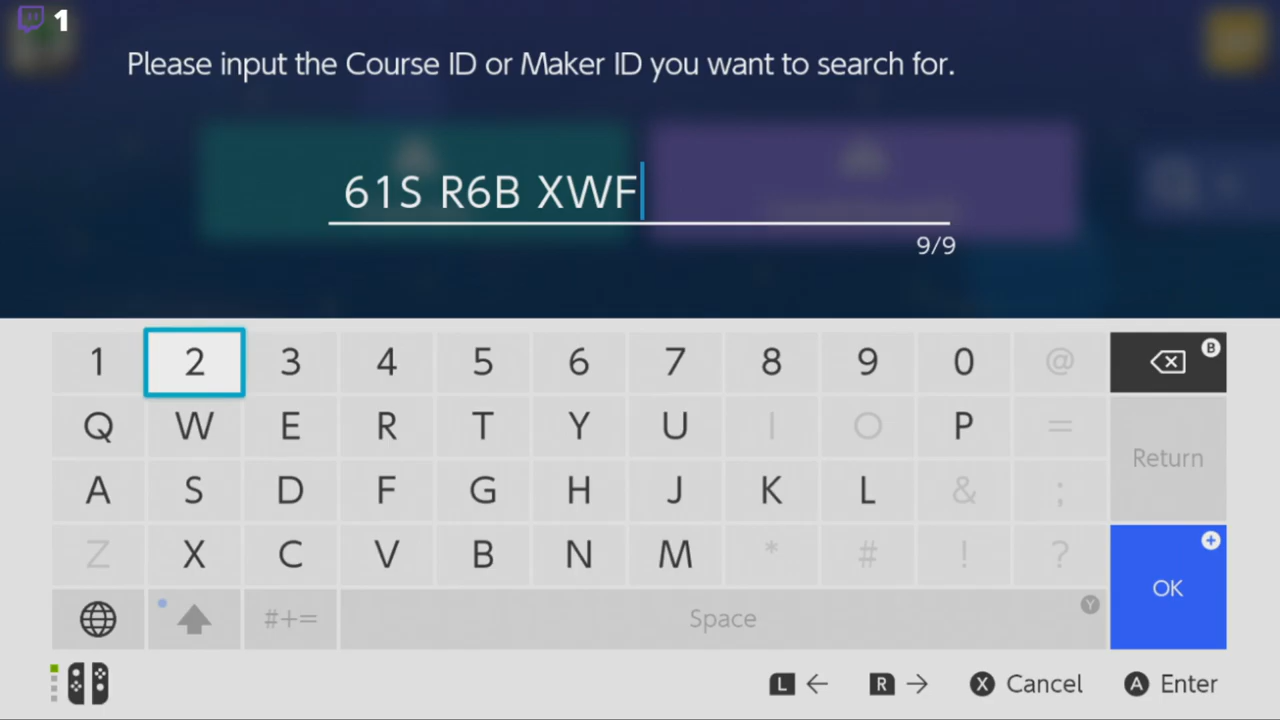 1
Please input the Course ID or Maker ID you want to search for.
61S R6B XWF
9/9
1 2 3 4 5 6 7 8 9 0 @ B
Q W E R T Y U I O P = Return
A S D F G H J K L & ;
Z X C V B N M * # ! ? + OK
#+= Space Y
L ← R → X Cancel A Enter